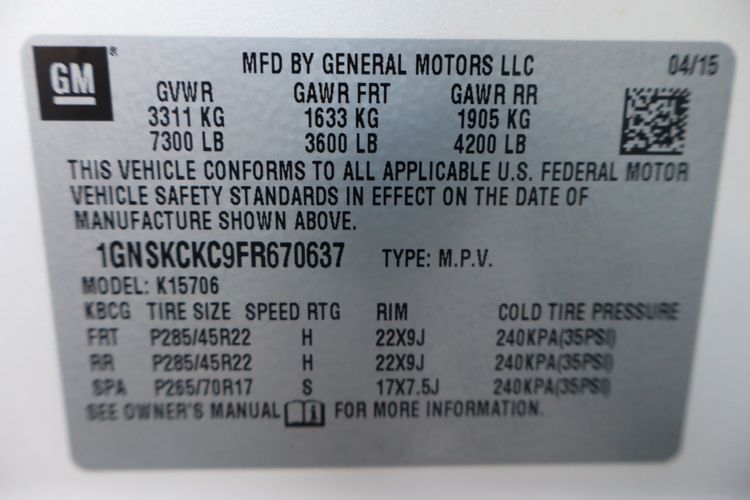 GM® MFD BY GENERAL MOTORS LLC 04/15
GVWR GAWR FRT GAWR RR
3311 KG 1633 KG 1905 KG
7300 LB 3600 LB 4200 LB
THIS VEHICLE CONFORMS TO ALL APPLICABLE U.S. FEDERAL MOTOR
VEHICLE SAFETY STANDARDS IN EFFECT ON THE DATE OF
MANUFACTURE SHOWN ABOVE.
1GNSKCKC9FR670637 TYPE: M.P.V.
MODEL: K15706
KBCG TIRE SIZE SPEED RTG RIM COLD TIRE PRESSURE
FRT P285/45R22 H 22X9J 240KPA(35PSI)
RR P285/45R22 H 22X9J 240KPA(35PSI)
SPA P265/70R17 S 17X7.5J 240KPA(35PSI)
SEE OWNER'S MANUAL FOR MORE INFORMATION.